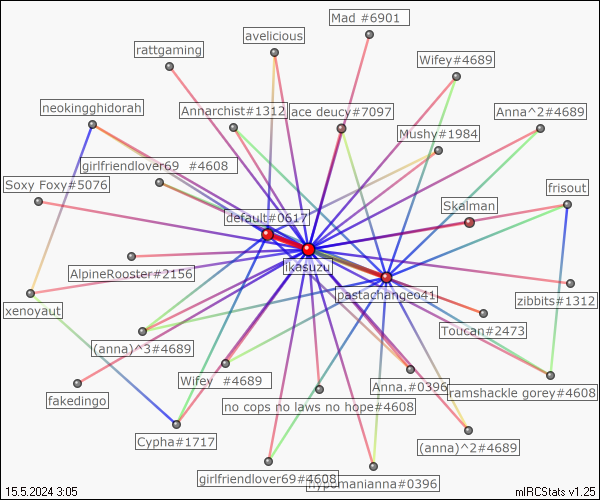 Mad #6901
avelicious
rattgaming
Wifey#4689
neokingghidorah
Annarchist#1312
ace deucy#7097
Anna^2#4689
Mushy#1984
girlfriendlover69 #4608
Soxy Foxy#5076
frisout
Skalman
default#0617
ikasuzu
AlpineRooster#2156
pastachangeo41
zibbits#1312
xenoyaut
Toucan#2473
(anna)^3#4689
Wifey #4689
Anna.#0396
ramshackle gorey#4608
fakedingo
no cops no laws no hope#4608
Cypha#1717
(anna)^2#4689
girlfriendlover69#4608
hypomanianna#0396
15.5.2024 3:05
mIRCStats v1.25